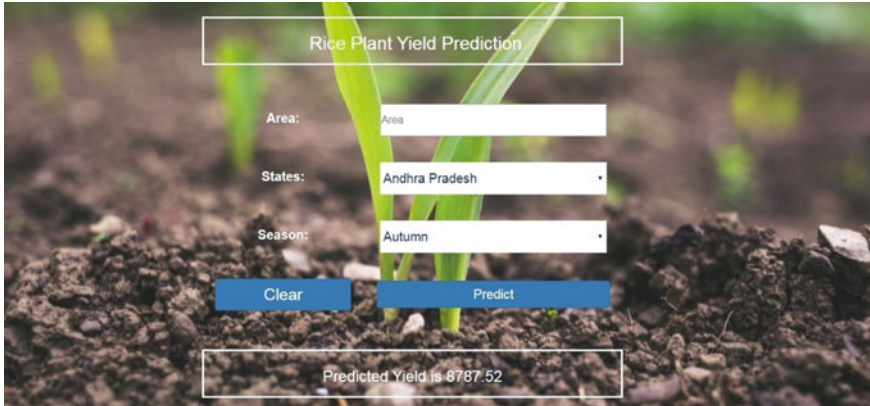 Rice Plant Yield Prediction
Area: Area
States: Andhra Pradesh
Season: Autumn
Clear Predict
Predicted Yield is 8787.52